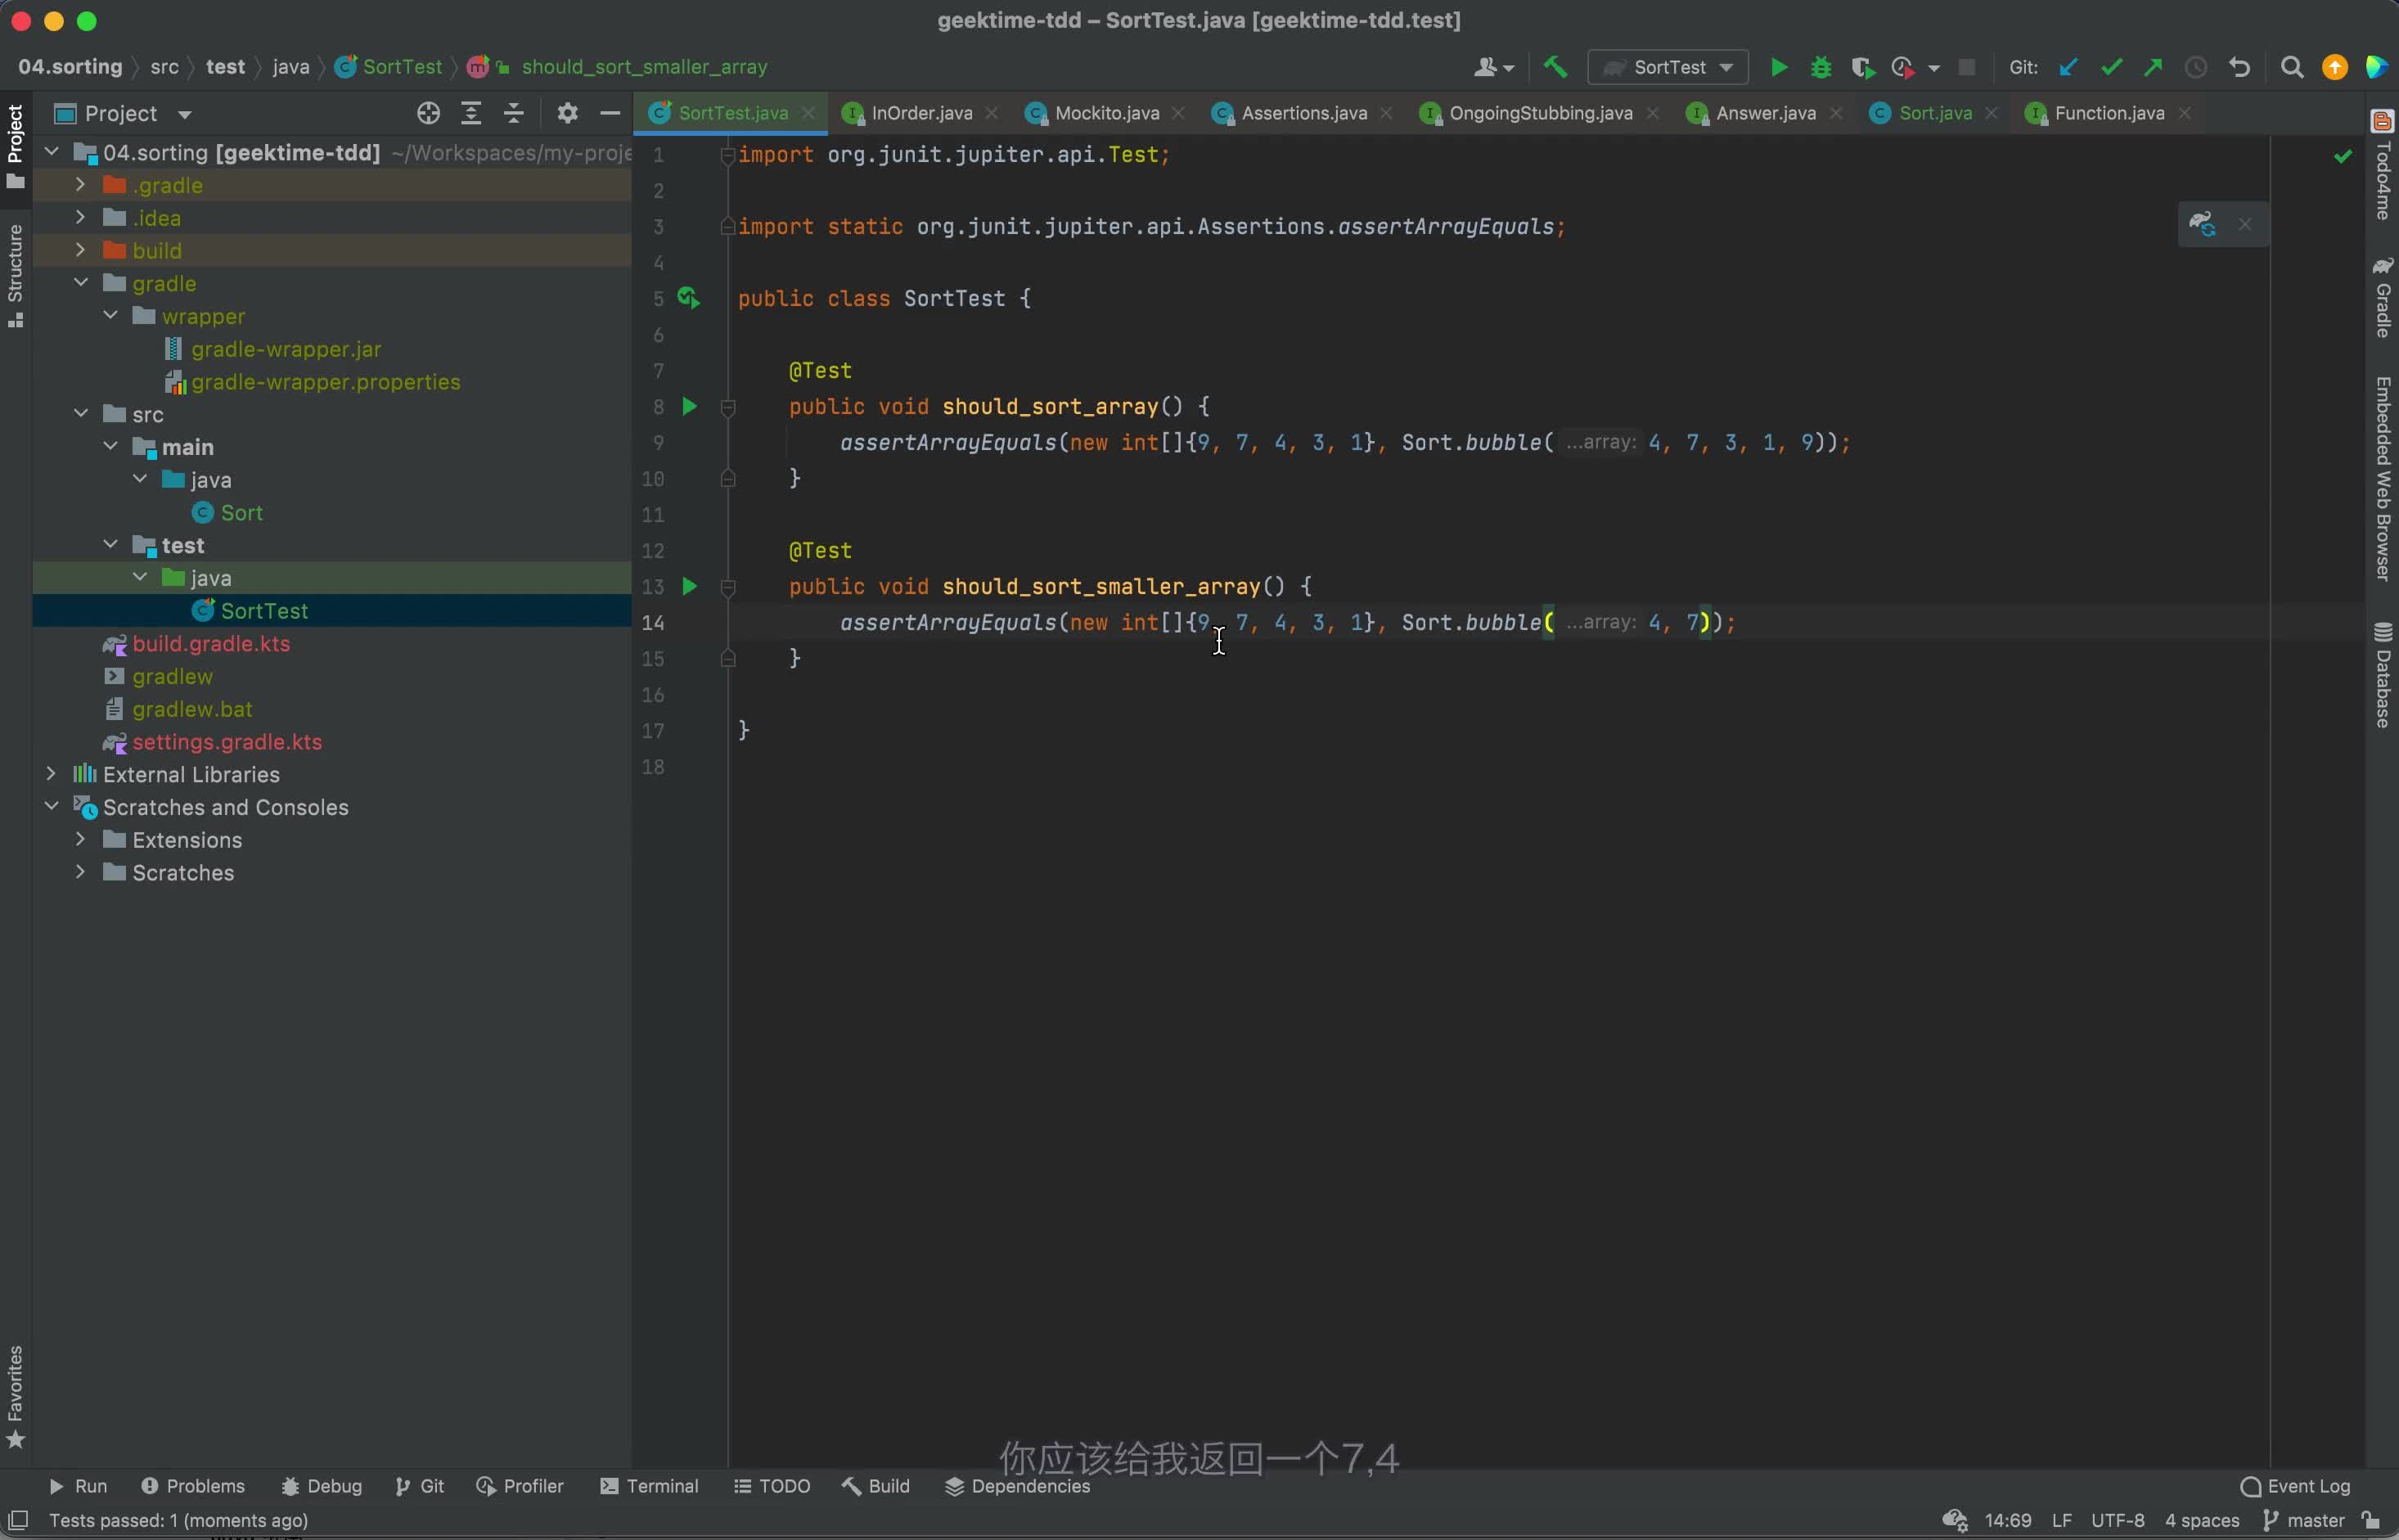 geektime-tdd – SortTest.java [geektime-tdd.test]
04.sorting src test java SortTest m should_sort_smaller_array SortTest Git:
Project SortTest.java InOrder.java Mockito.java Assertions.java OngoingStubbing.java Answer.java Sort.java Function.java
04.sorting [geektime-tdd] ~/Workspaces/my-proje
.gradle
.idea
build
gradle
wrapper
gradle-wrapper.jar
gradle-wrapper.properties
src
main
java
Sort
test
java
SortTest
build.gradle.kts
gradlew
gradlew.bat
settings.gradle.kts
External Libraries
Scratches and Consoles
Extensions
Scratches
Project
Structure
Favorites
1 import org.junit.jupiter.api.Test;
2
3 import static org.junit.jupiter.api.Assertions.assertArrayEquals;
4
5 public class SortTest {
6
7 @Test
8 public void should_sort_array() {
9 assertArrayEquals(new int[]{9, 7, 4, 3, 1}, Sort.bubble( ...array: 4, 7, 3, 1, 9));
10 }
11
12 @Test
13 public void should_sort_smaller_array() {
14 assertArrayEquals(new int[]{9, 7, 4, 3, 1}, Sort.bubble( ...array: 4, 7));
15 }
16
17 }
18
Todo4me
Gradle
Embedded Web Browser
Database
你应该给我返回一个7,4
Run Problems Debug Git Profiler Terminal TODO Build Dependencies Event Log
Tests passed: 1 (moments ago) 14:69 LF UTF-8 4 spaces master